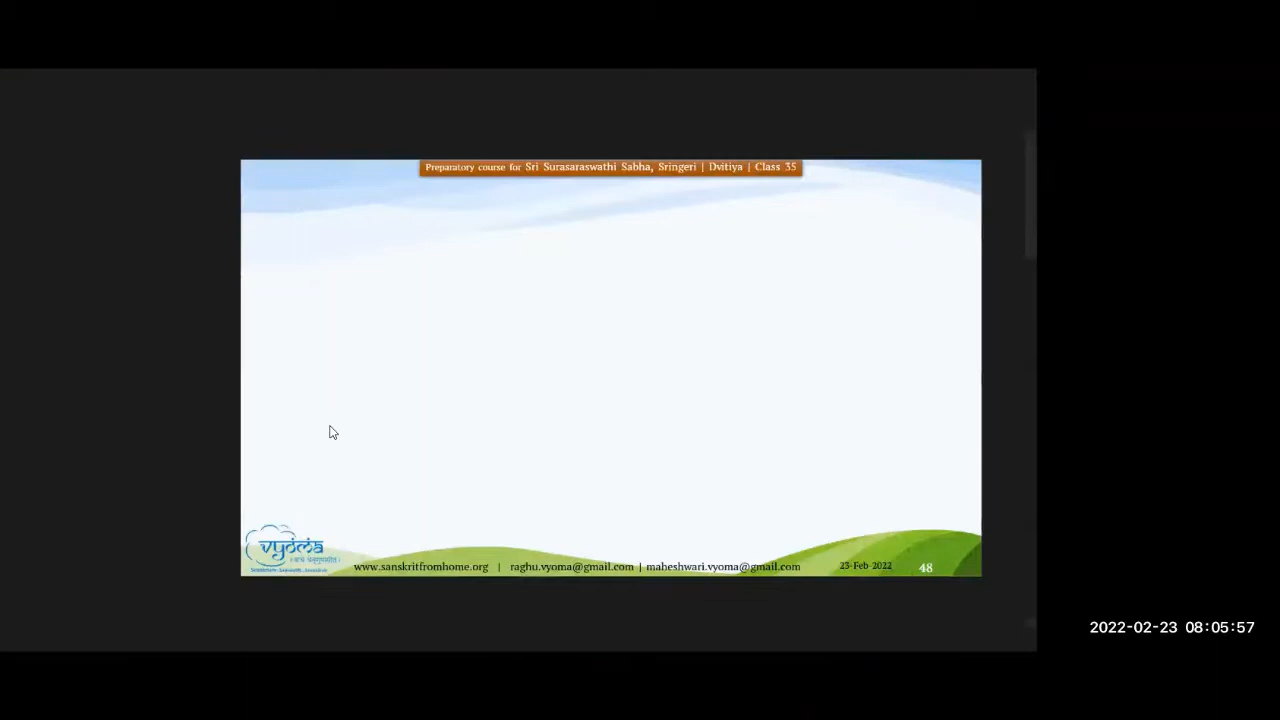 Preparatory course for Sri Surasaraswathi Sabha, Sringeri | Dvitiya | Class 35
vyoma
www.sanskritfromhome.org | raghu.vyoma@gmail.com | maheshwari.vyoma@gmail.com
23-Feb-2022
48
2022-02-23 08:05:57